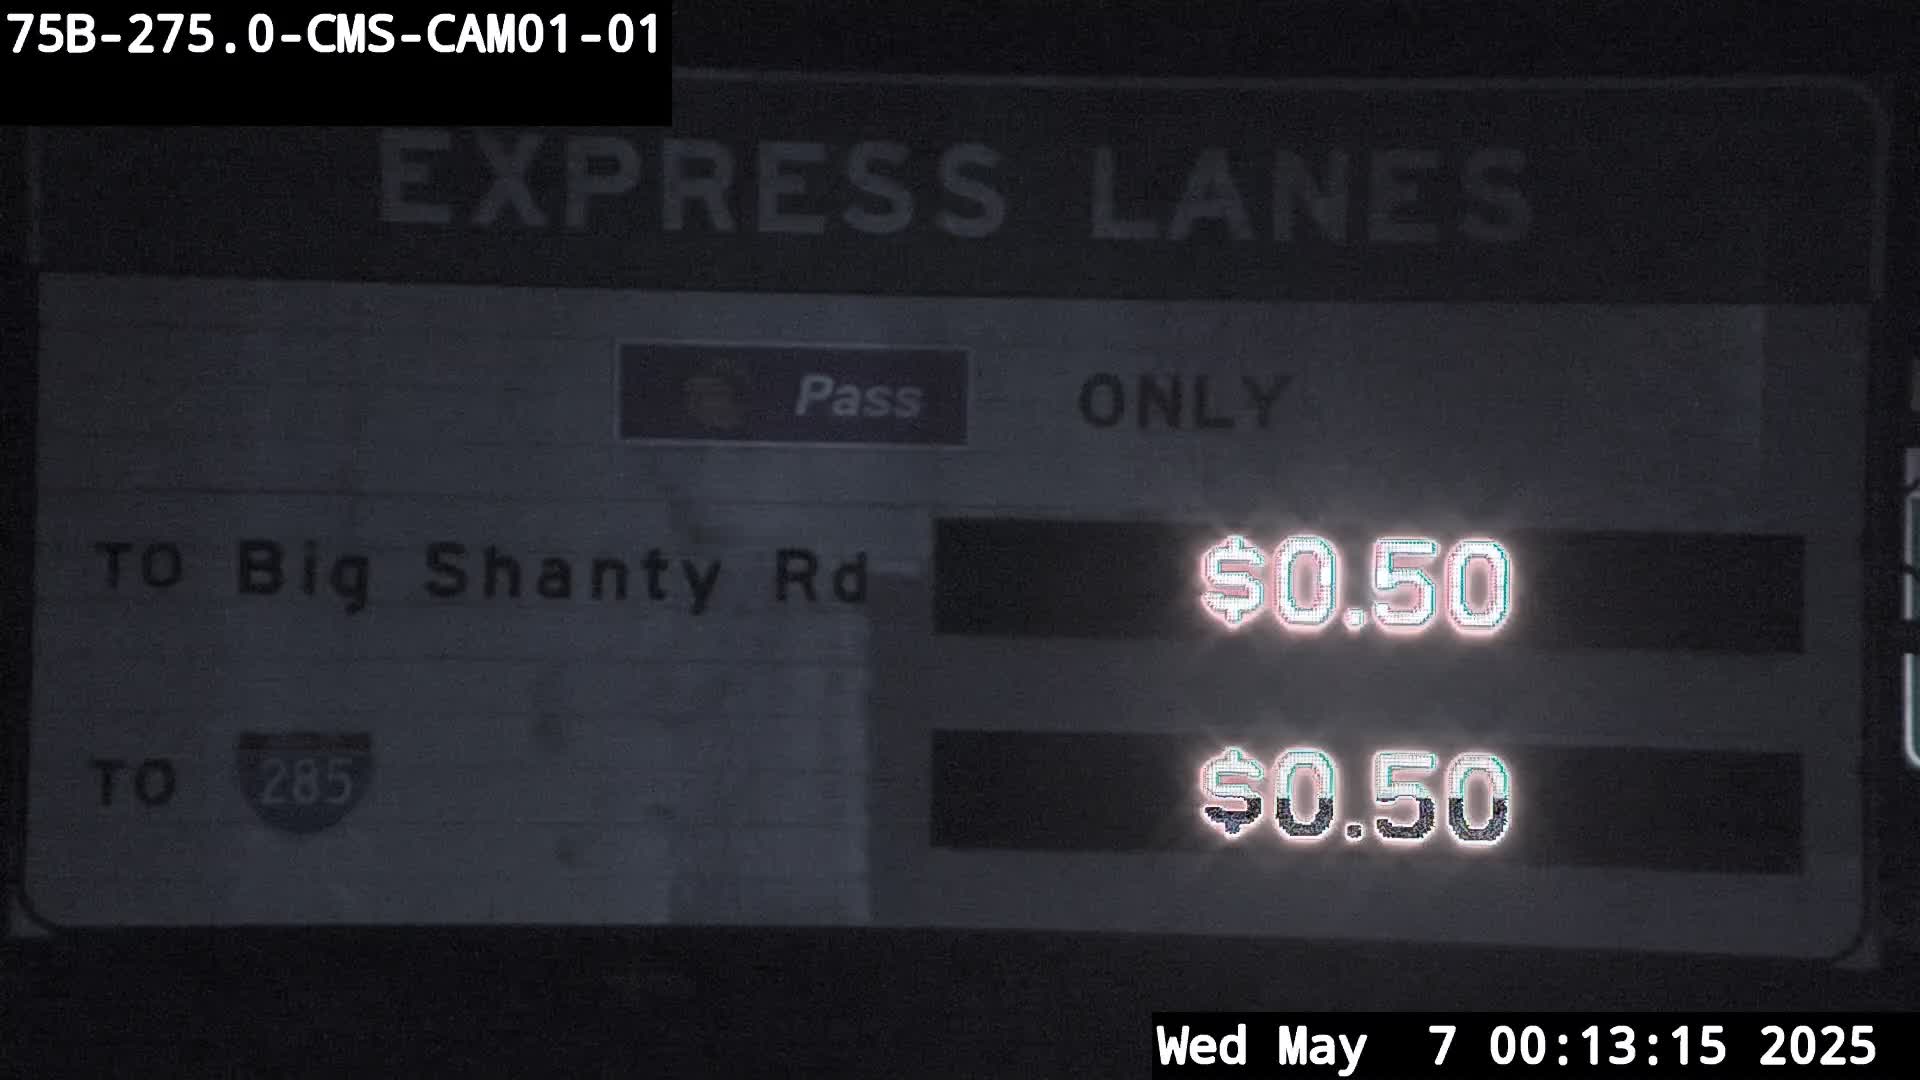 75B-275.0-CMS-CAM01-01
EXPRESS LANES
Pass ONLY
TO Big Shanty Rd $0.50
TO 285 $0.50
Wed May 7 00:13:15 2025